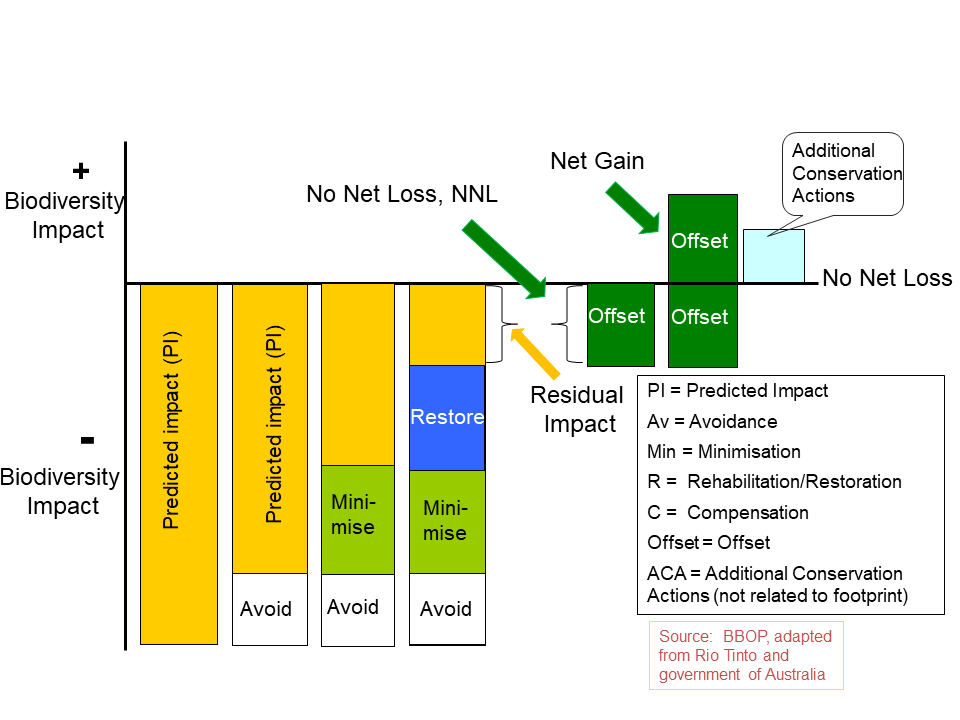 +
Biodiversity
Impact
No Net Loss, NNL
Net Gain
Additional
Conservation
Actions
Offset
No Net Loss
Predicted impact (PI)
Predicted impact (PI)
Offset
Offset
Restore
Residual
Impact
-
Biodiversity
Impact
Mini-
mise
Mini-
mise
Avoid
Avoid
Avoid
PI = Predicted Impact
Av = Avoidance
Min = Minimisation
R = Rehabilitation/Restoration
C = Compensation
Offset = Offset
ACA = Additional Conservation
Actions (not related to footprint)
Source: BBOP, adapted
from Rio Tinto and
government of Australia